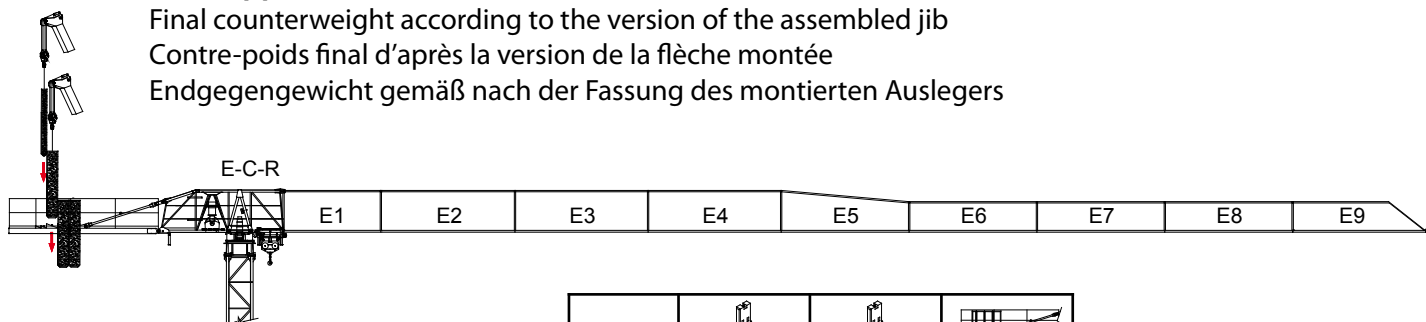 Final counterweight according to the version of the assembled jib
Contre-poids final d'après la version de la flèche montée
Endgegengewicht gemäß nach der Fassung des montierten Auslegers
E-C-R
E1 E2 E3 E4 E5 E6 E7 E8 E9